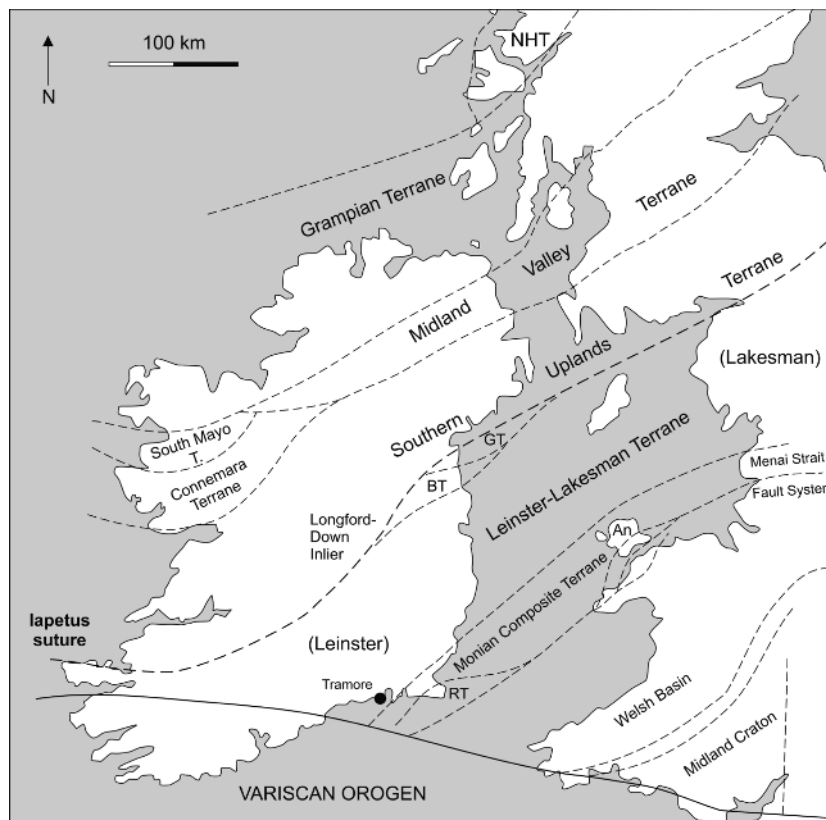 100 km
N
NHT
Grampian Terrane
Midland
Valley
Terrane
Southern
Uplands
Terrane
(Lakesman)
South Mayo
T.
Connemara
Terrane
GT
BT
Longford-
Down
Inlier
Leinster-Lakesman Terrane
Menai Strait
Fault System
An
Monian Composite Terrane
Iapetus
suture
(Leinster)
Tramore
RT
Welsh Basin
Midland Craton
VARISCAN OROGEN